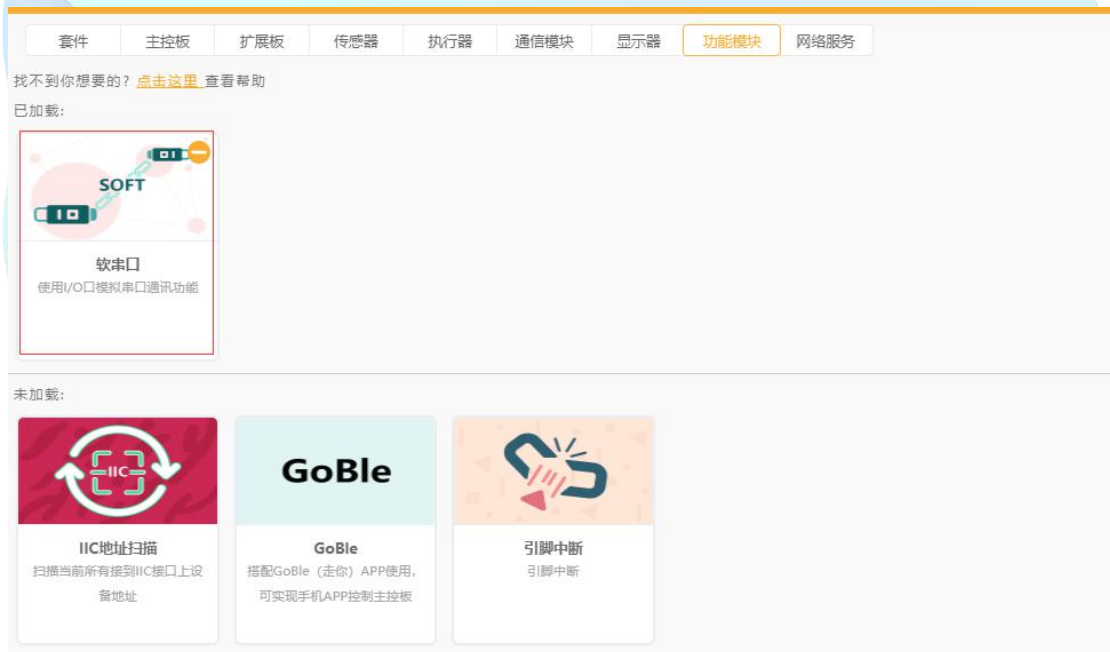 套件 主控板 扩展板 传感器 执行器 通信模块 显示器 功能模块 网络服务
找不到你想要的? 点击这里 查看帮助
已加载:
SOFT
软串口
使用I/O口模拟串口通讯功能
未加载:
IIC
GoBle
IIC地址扫描
扫描当前所有接到IIC接口上设
备地址
GoBle
搭配GoBle（走你）APP使用，
可实现手机APP控制主控板
引脚中断
引脚中断